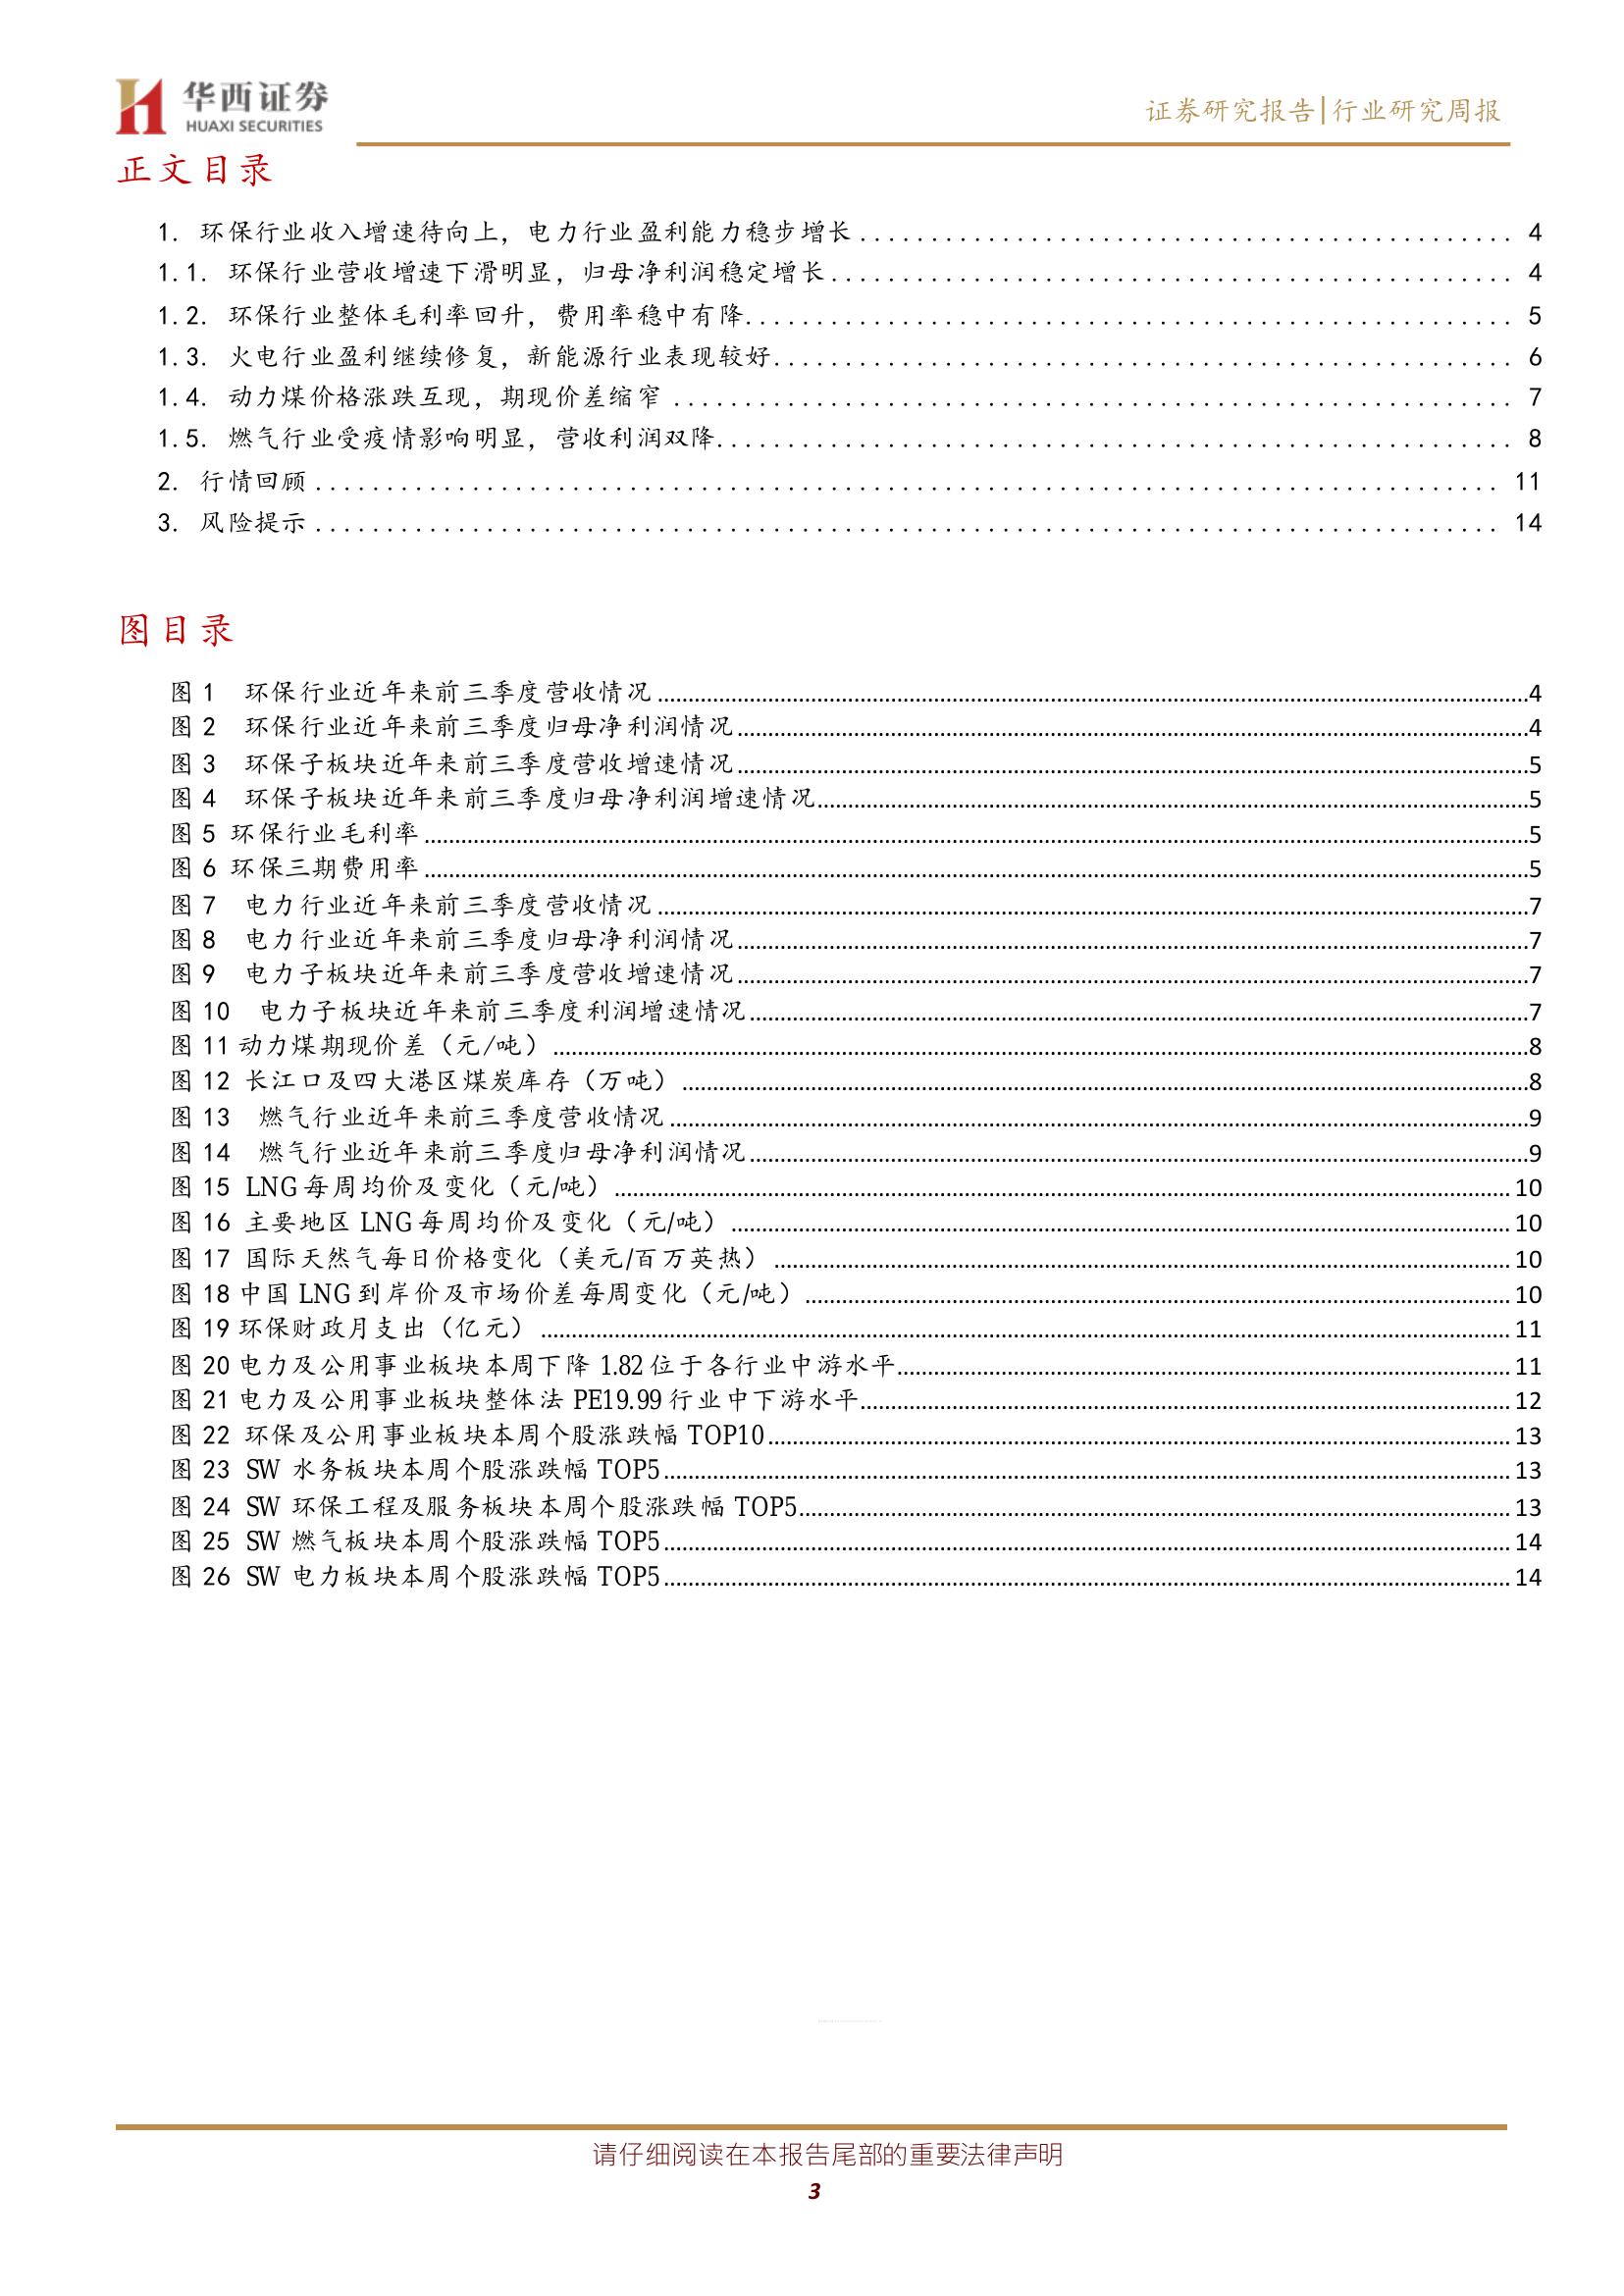 华西证券
HUAXI SECURITIES
证券研究报告|行业研究周报
正文目录
1. 环保行业收入增速待向上，电力行业盈利能力稳步增长 4
1.1. 环保行业营收增速下滑明显，归母净利润稳定增长 4
1.2. 环保行业整体毛利率回升，费用率稳中有降 5
1.3. 火电行业盈利继续修复，新能源行业表现较好 6
1.4. 动力煤价格涨跌互现，期现价差缩窄 7
1.5. 燃气行业受疫情影响明显，营收利润双降 8
2. 行情回顾 11
3. 风险提示 14
图目录
图 1 环保行业近年来前三季度营收情况 4
图 2 环保行业近年来前三季度归母净利润情况 4
图 3 环保子板块近年来前三季度营收增速情况 5
图 4 环保子板块近年来前三季度归母净利润增速情况 5
图 5 环保行业毛利率 5
图 6 环保三期费用率 5
图 7 电力行业近年来前三季度营收情况 7
图 8 电力行业近年来前三季度归母净利润情况 7
图 9 电力子板块近年来前三季度营收增速情况 7
图 10 电力子板块近年来前三季度利润增速情况 7
图 11 动力煤期现价差（元/吨） 8
图 12 长江口及四大港区煤炭库存（万吨） 8
图 13 燃气行业近年来前三季度营收情况 9
图 14 燃气行业近年来前三季度归母净利润情况 9
图 15 LNG 每周均价及变化（元/吨） 10
图 16 主要地区 LNG 每周均价及变化（元/吨） 10
图 17 国际天然气每日价格变化（美元/百万英热） 10
图 18 中国 LNG 到岸价及市场价差每周变化（元/吨） 10
图 19 环保财政月支出（亿元） 11
图 20 电力及公用事业板块本周下降 1.82 位于各行业中游水平 11
图 21 电力及公用事业板块整体法 PE19.99 行业中下游水平 12
图 22 环保及公用事业板块本周个股涨跌幅 TOP10 13
图 23 SW 水务板块本周个股涨跌幅 TOP5 13
图 24 SW 环保工程及服务板块本周个股涨跌幅 TOP5 13
图 25 SW 燃气板块本周个股涨跌幅 TOP5 14
图 26 SW 电力板块本周个股涨跌幅 TOP5 14
请仔细阅读在本报告尾部的重要法律声明
3